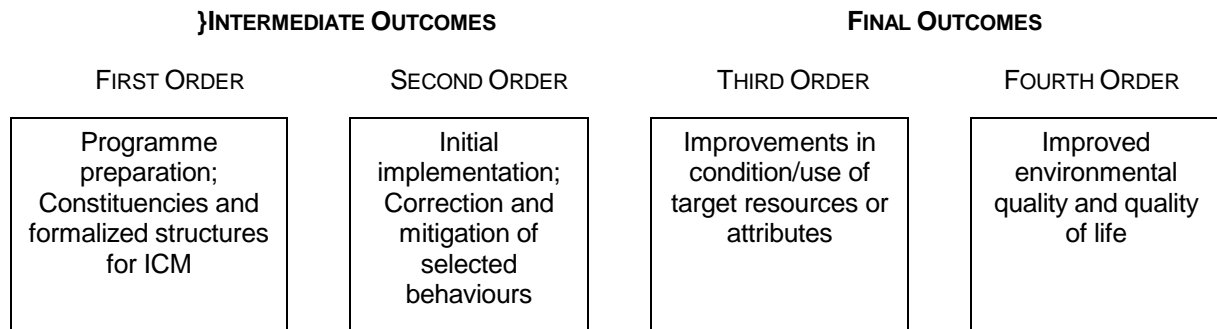 }INTERMEDIATE OUTCOMES
FINAL OUTCOMES
FIRST ORDER
SECOND ORDER
THIRD ORDER
FOURTH ORDER
Programme
preparation;
Constituencies and
formalized structures
for ICM
Initial
implementation;
Correction and
mitigation of
selected
behaviours
Improvements in
condition/use of
target resources or
attributes
Improved
environmental
quality and quality
of life